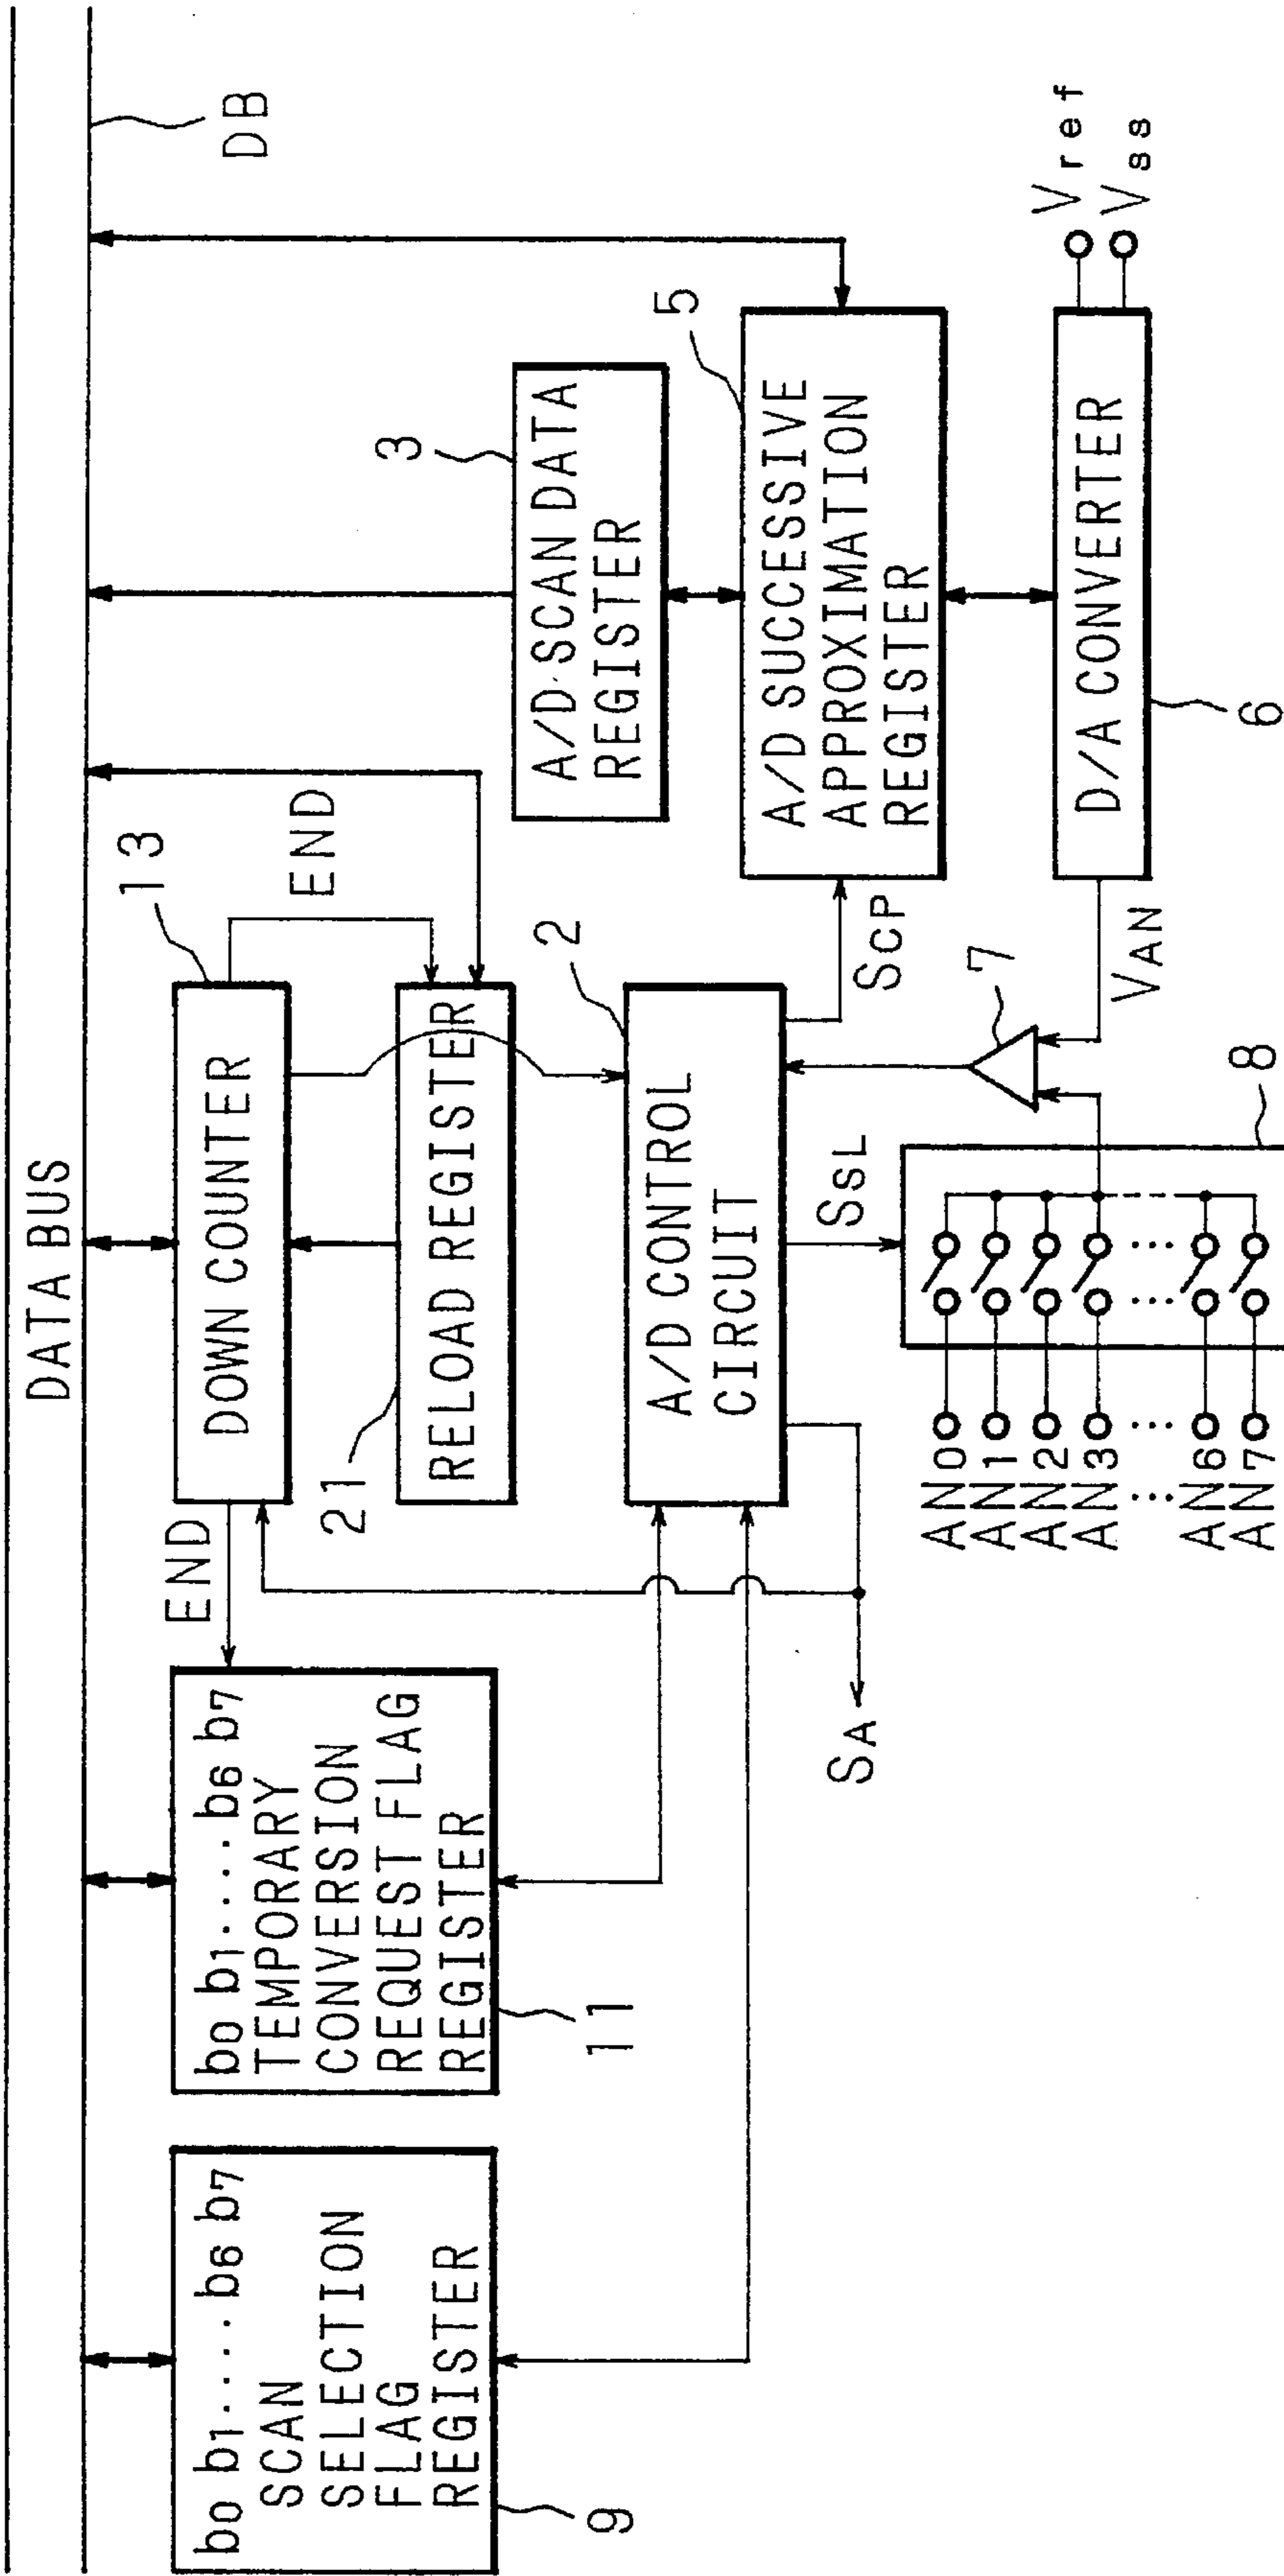 DATA BUS
DB
b0 b1····b6 b7
SCAN
SELECTION
FLAG
REGISTER
9
b0 b1····b6 b7
TEMPORARY
CONVERSION
REQUEST FLAG
REGISTER
11
END
DOWN COUNTER
13
END
21
RELOAD REGISTER
2
A/D CONTROL
CIRCUIT
3
A/D SCAN DATA
REGISTER
5
A/D SUCCESSIVE
APPROXIMATION
REGISTER
SA
SSL
SCP
7
VAN
D/A CONVERTER
6
Vref
Vss
8
AN0
AN1
AN2
AN3
···
AN6
AN7